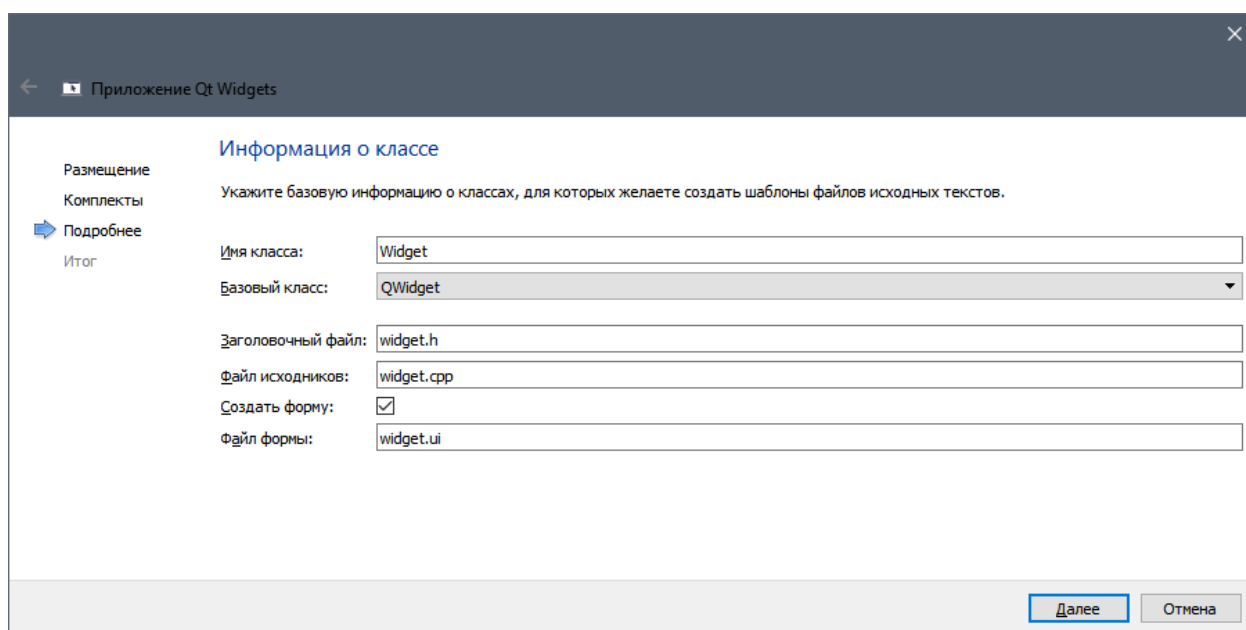 Приложение Qt Widgets
Размещение
Комплекты
Подробнее
Итог
Информация о классе
Укажите базовую информацию о классах, для которых желаете создать шаблоны файлов исходных текстов.
Имя класса: Widget
Базовый класс: QWidget
Заголовочный файл: widget.h
Файл исходников: widget.cpp
Создать форму:
Файл формы: widget.ui
Далее Отмена